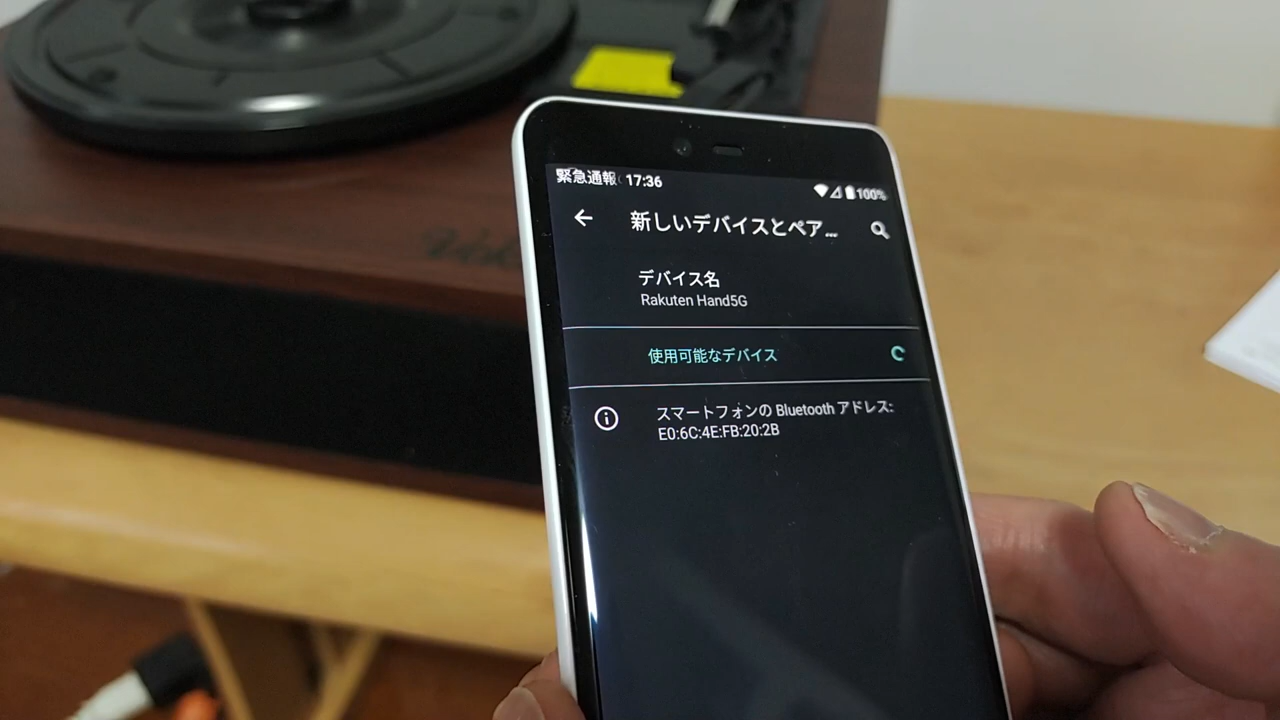 緊急通報 17:36
100%
新しいデバイスとペア...
デバイス名
Rakuten Hand5G
使用可能なデバイス
スマートフォンの Bluetooth アドレス:
E0:6C:4E:FB:20:2B